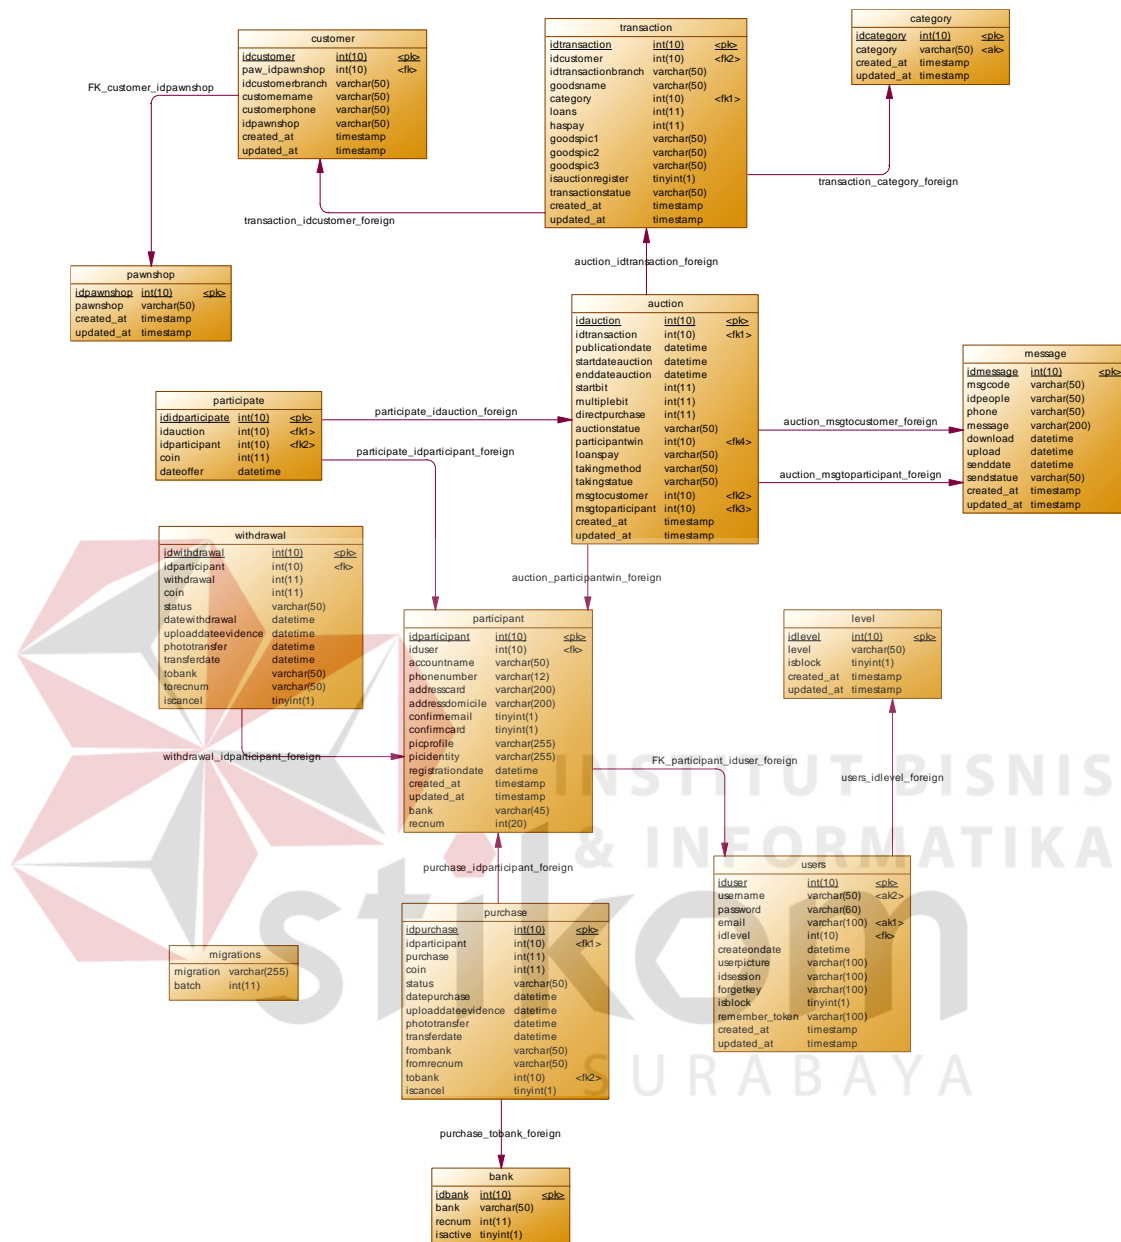 customer
idcustomer int(10) <pk>
paw_idpawnshop int(10) <fk>
idcustomerbranch varchar(50)
customername varchar(50)
customerphone varchar(50)
idpawnshop varchar(50)
created_at timestamp
updated_at timestamp
transaction
idtransaction int(10) <pk>
idcustomer int(10) <fk2>
idtransactionbranch varchar(50)
goodsname varchar(50)
category int(10) <fk1>
loans int(11)
haspay int(11)
goodspic1 varchar(50)
goodspic2 varchar(50)
goodspic3 varchar(50)
isauctionregister tinyint(1)
transactionstatue varchar(50)
created_at timestamp
updated_at timestamp
category
idcategory int(10) <pk>
category varchar(50) <ak>
created_at timestamp
updated_at timestamp
FK_customer_idpawnshop
transaction_idcustomer_foreign
transaction_category_foreign
auction_idtransaction_foreign
pawnshop
idpawnshop int(10) <pk>
pawnshop varchar(50)
created_at timestamp
updated_at timestamp
auction
idauction int(10) <pk>
idtransaction int(10) <fk1>
publicationdate datetime
startdateauction datetime
enddateauction datetime
startbit int(11)
multiplebit int(11)
directpurchase int(11)
auctionstatue varchar(50)
participantwin int(10) <fk4>
loanspay varchar(50)
takingmethod varchar(50)
takingstatue varchar(50)
msgtocustomer int(10) <fk2>
msgtoparticipant int(10) <fk3>
created_at timestamp
updated_at timestamp
message
idmessage int(10) <pk>
msgcode varchar(50)
idpeople varchar(50)
phone varchar(50)
message varchar(200)
download datetime
upload datetime
senddate datetime
sendstatue varchar(50)
created_at timestamp
updated_at timestamp
participate
ididparticipate int(10) <pk>
idauction int(10) <fk1>
idparticipant int(10) <fk2>
coin int(11)
dateoffer datetime
participate_idauction_foreign
participate_idparticipant_foreign
auction_msgtocustomer_foreign
auction_msgtoparticipant_foreign
withdrawal
idwithdrawal int(10) <pk>
idparticipant int(10) <fk>
withdrawal int(11)
coin int(11)
status varchar(50)
datewithdrawal datetime
uploaddateevidence datetime
phototransfer datetime
transferdate datetime
tobank varchar(50)
torecnum varchar(50)
iscancel tinyint(1)
auction_participantwin_foreign
participant
idparticipant int(10) <pk>
iduser int(10) <fk>
accountname varchar(50)
phonenumber varchar(12)
addresscard varchar(200)
addressdomicile varchar(200)
confirmemail tinyint(1)
confirmcard tinyint(1)
picprofile varchar(255)
picidentity varchar(255)
registrationdate datetime
created_at timestamp
updated_at timestamp
bank varchar(45)
recnum int(20)
level
idlevel int(10) <pk>
level varchar(50)
isblock tinyint(1)
created_at timestamp
updated_at timestamp
withdrawal_idparticipant_foreign
FK_participant_iduser_foreign
users_idlevel_foreign
INSTITUT BISNIS
& INFORMATIKA
purchase_idparticipant_foreign
users
iduser int(10) <pk>
username varchar(50) <ak2>
password varchar(60)
email varchar(100) <ak1>
idlevel int(10) <fk>
createondate datetime
userpicture varchar(100)
idsession varchar(100)
forgetkey varchar(100)
isblock tinyint(1)
remember_token varchar(100)
created_at timestamp
updated_at timestamp
stikom
SURABAYA
purchase
idpurchase int(10) <pk>
idparticipant int(10) <fk1>
purchase int(11)
coin int(11)
status varchar(50)
datepurchase datetime
uploaddateevidence datetime
phototransfer datetime
transferdate datetime
frombank varchar(50)
fromrecnum varchar(50)
tobank int(10) <fk2>
iscancel tinyint(1)
migrations
migration varchar(255)
batch int(11)
purchase_tobank_foreign
bank
idbank int(10) <pk>
bank varchar(50)
recnum int(11)
isactive tinyint(1)